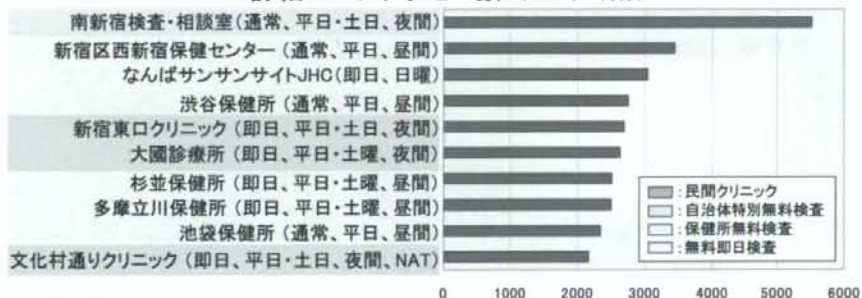 南新宿検査・相談室(通常、平日・土日、夜間)
新宿区西新宿保健センター (通常、平日、昼間)
なんばサンサンサイトJHC(即日、日曜)
渋谷保健所 (通常、平日、昼間)
新宿東口クリニック (即日、平日・土日、夜間)
大國診療所 (即日、平日・土曜、夜間)
杉並保健所 (即日、平日・土曜、昼間)
多摩立川保健所 (即日、平日・土曜、昼間)
池袋保健所 (通常、平日、昼間)
文化村通りクリニック (即日、平日・土日、夜間、NAT)
:民間クリニック
:自治体特別無料検査
:保健所無料検査
:無料即日検査
0 1000 2000 3000 4000 5000 6000